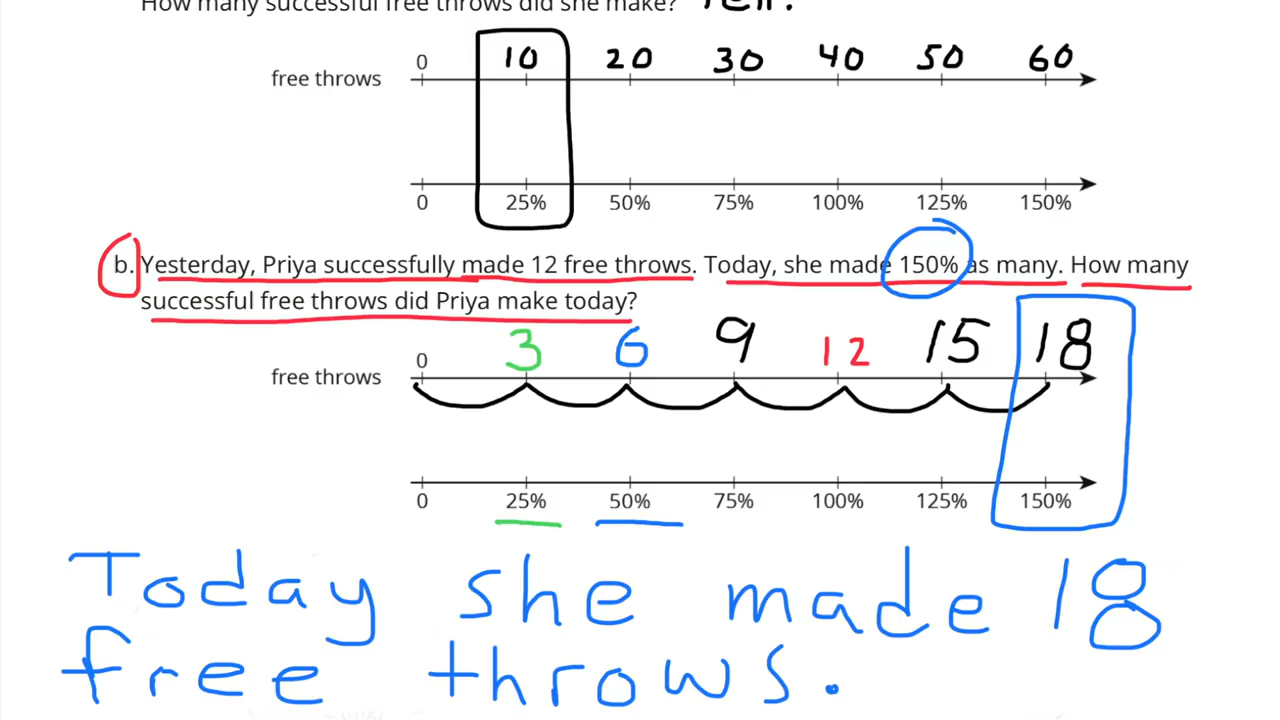 How many successful free throws did she make? Ten!
0 10 20 30 40 50 60
free throws
0 25% 50% 75% 100% 125% 150%
b. Yesterday, Priya successfully made 12 free throws. Today, she made 150% as many. How many
successful free throws did Priya make today?
0 3 6 9 12 15 18
free throws
0 25% 50% 75% 100% 125% 150%
Today she made 18
free throws.